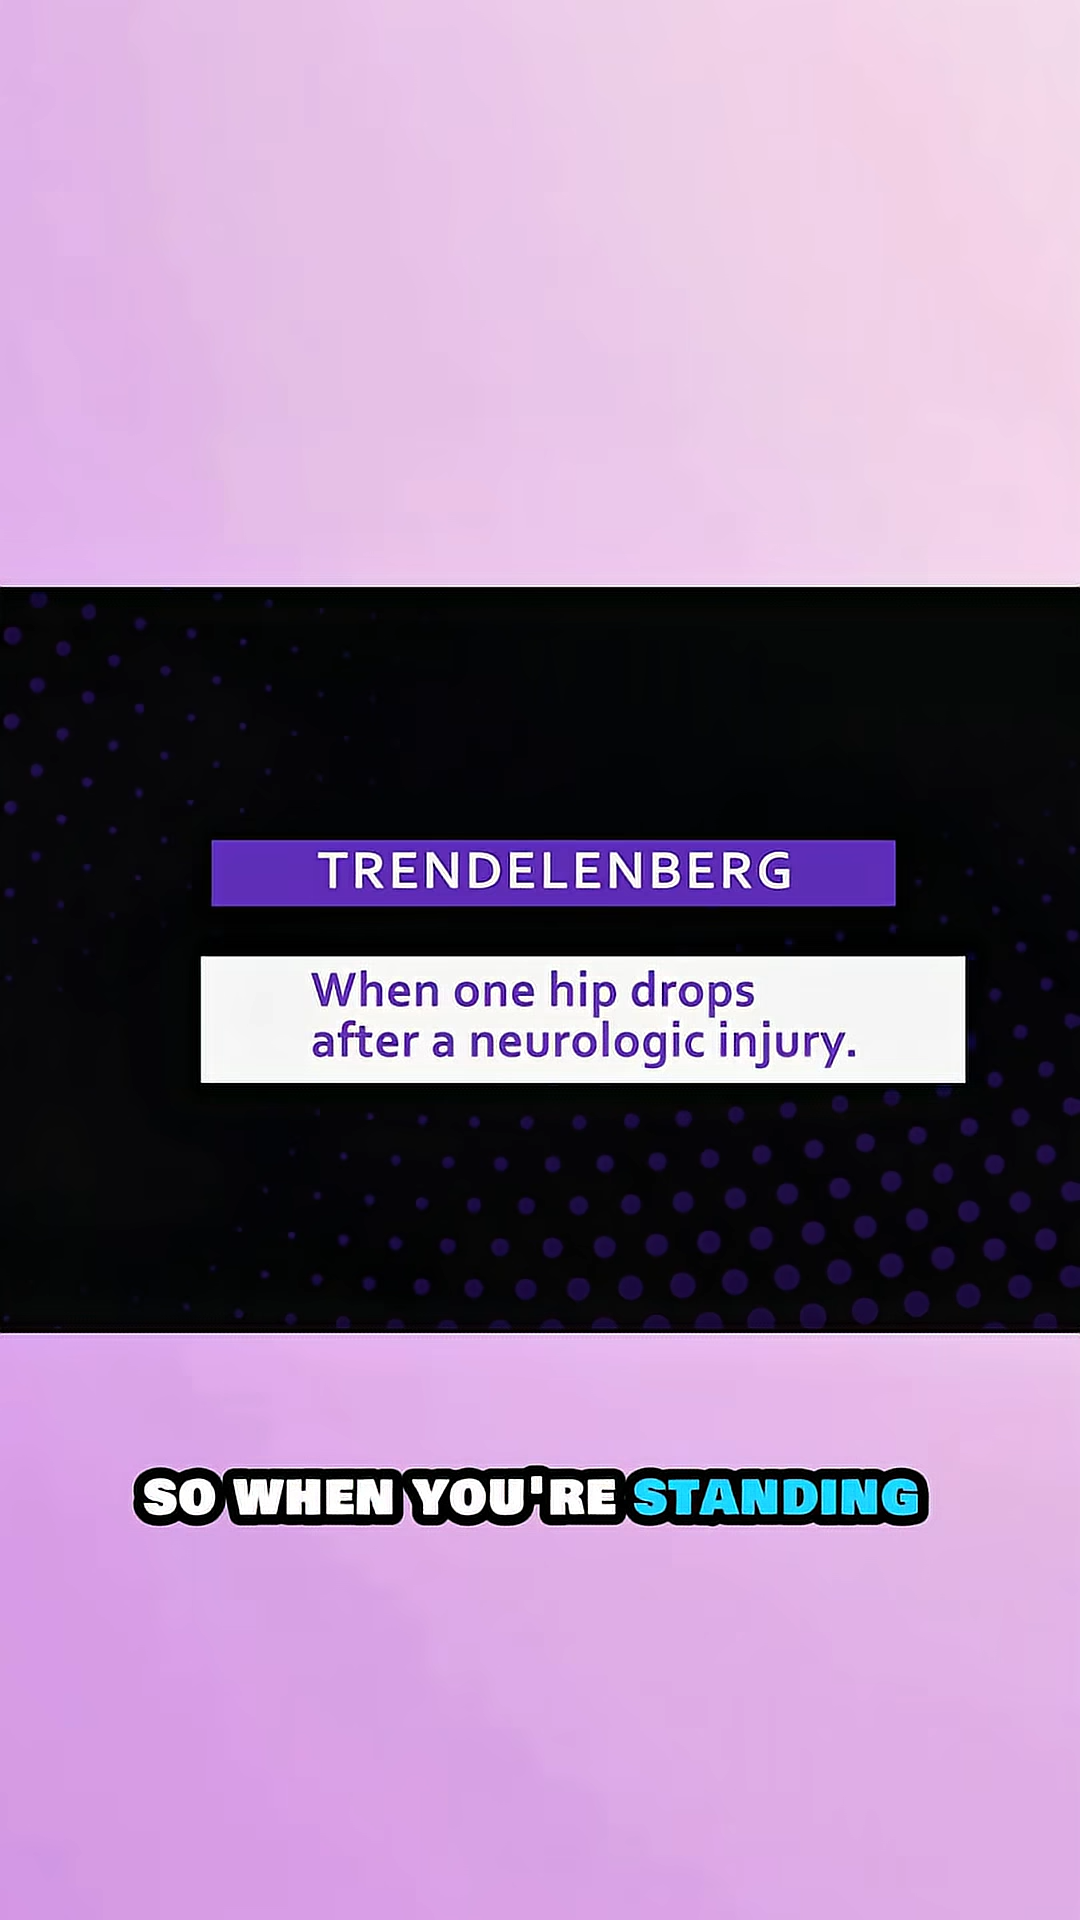 TRENDELENBERG
When one hip drops
after a neurologic injury.
SO WHEN YOU'RE STANDING